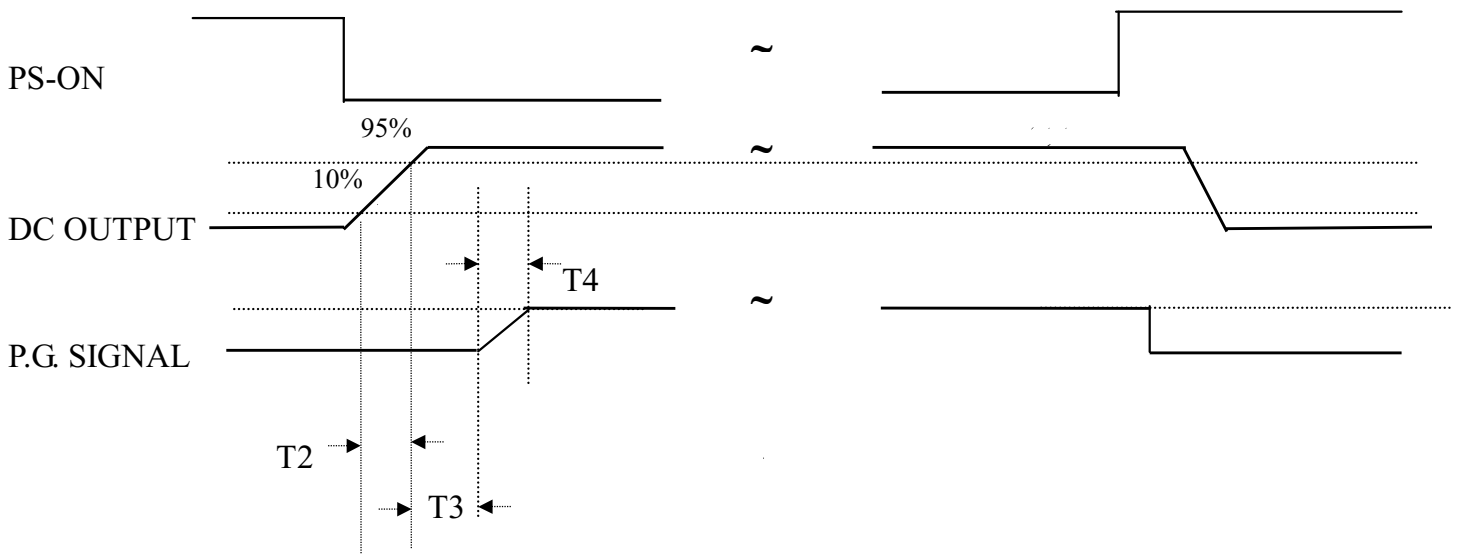 PS-ON
~
95%
~
10%
DC OUTPUT
T4
~
P.G. SIGNAL
T2
T3